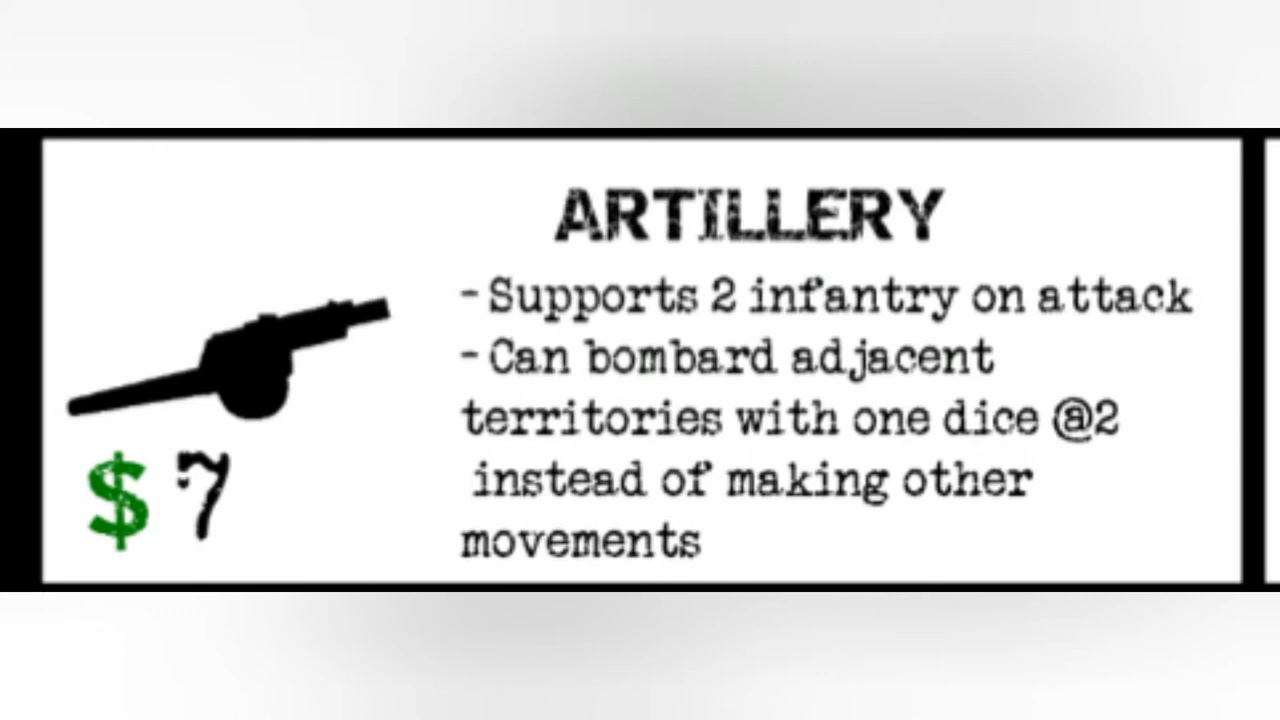 ARTILLERY
- Supports 2 infantry on attack
- Can bombard adjacent
territories with one dice @2
instead of making other
movements
$ 7